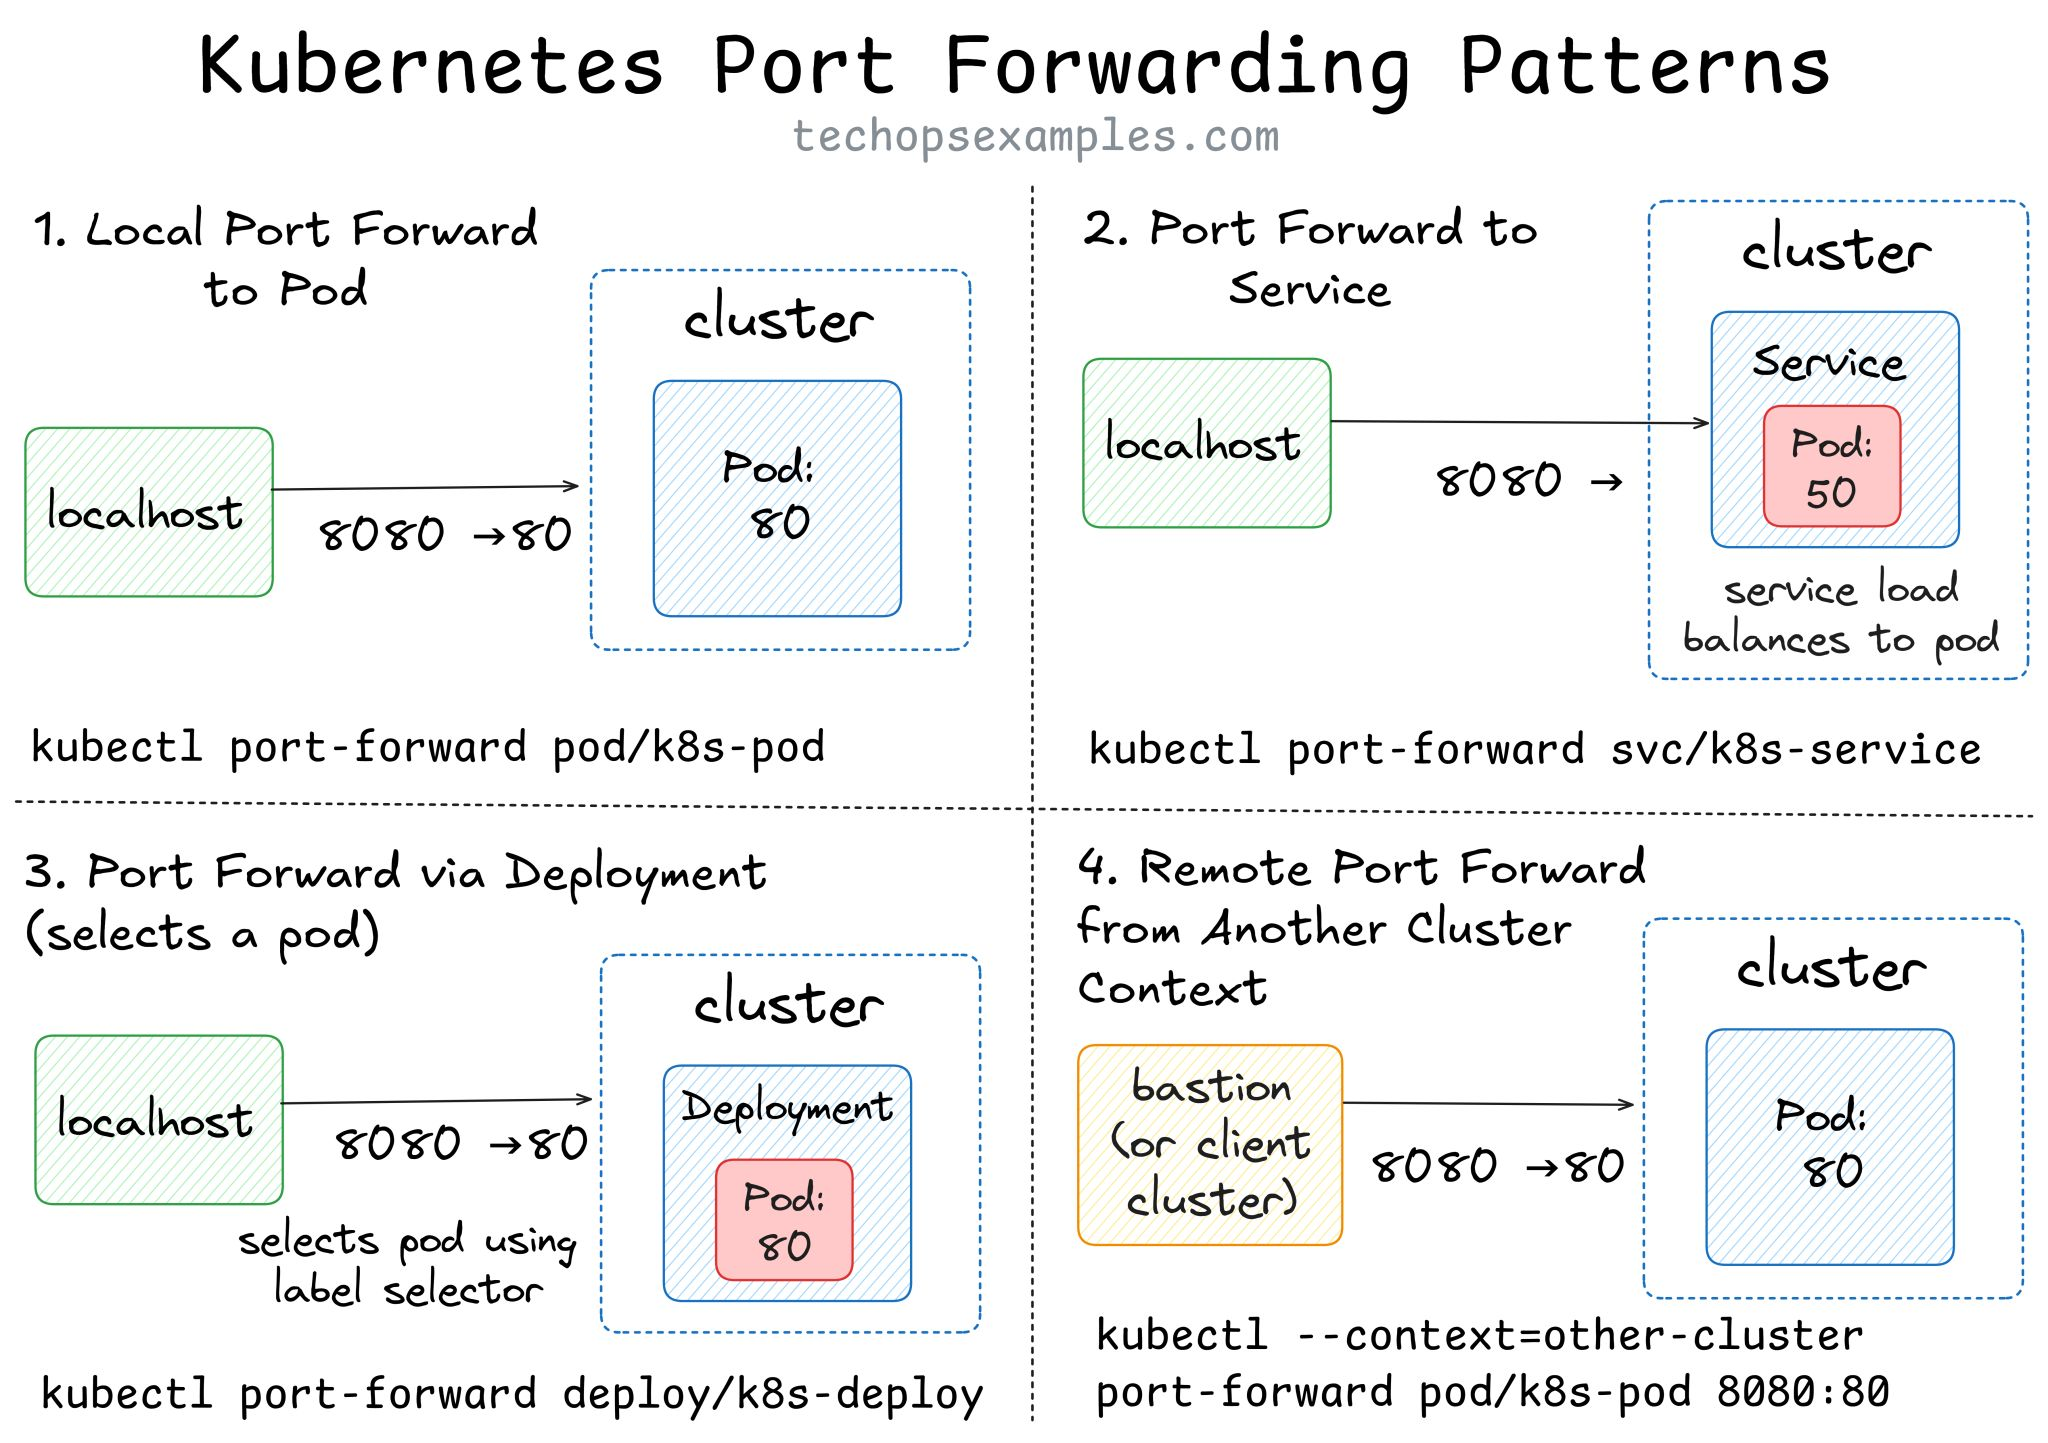 Kubernetes Port Forwarding Patterns
techopsexamples.com
1. Local Port Forward
to Pod
cluster
localhost
8080 →80
Pod:
80
kubectl port-forward pod/k8s-pod
2. Port Forward to
Service
cluster
localhost
8080 →
Service
Pod:
50
service load
balances to pod
kubectl port-forward svc/k8s-service
3. Port Forward via Deployment
(selects a pod)
cluster
localhost
8080 →80
selects pod using
label selector
Deployment
Pod:
80
kubectl port-forward deploy/k8s-deploy
4. Remote Port Forward
from Another Cluster
Context
cluster
bastion
(or client
cluster)
8080 →80
Pod:
80
kubectl --context=other-cluster
port-forward pod/k8s-pod 8080:80